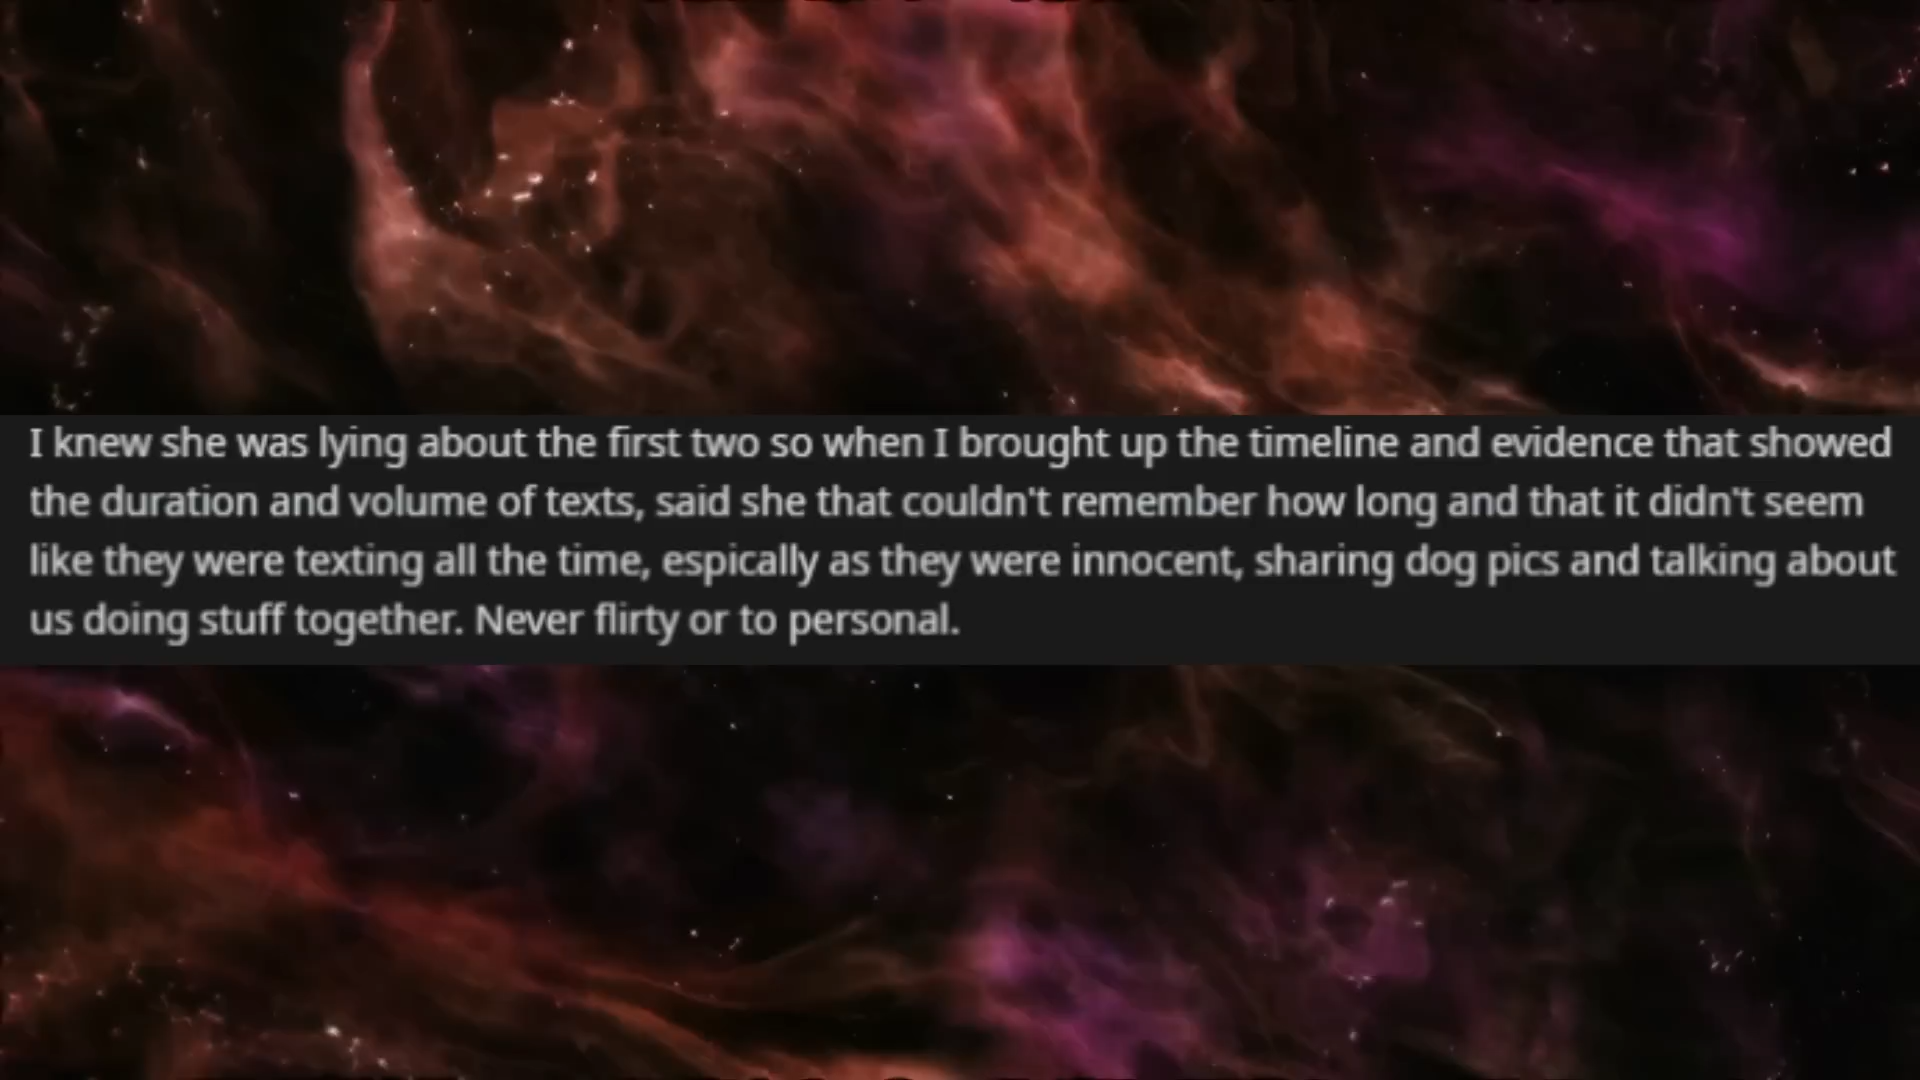 I knew she was lying about the first two so when I brought up the timeline and evidence that showed
the duration and volume of texts, said she that couldn't remember how long and that it didn't seem
like they were texting all the time, espically as they were innocent, sharing dog pics and talking about
us doing stuff together. Never flirty or to personal.